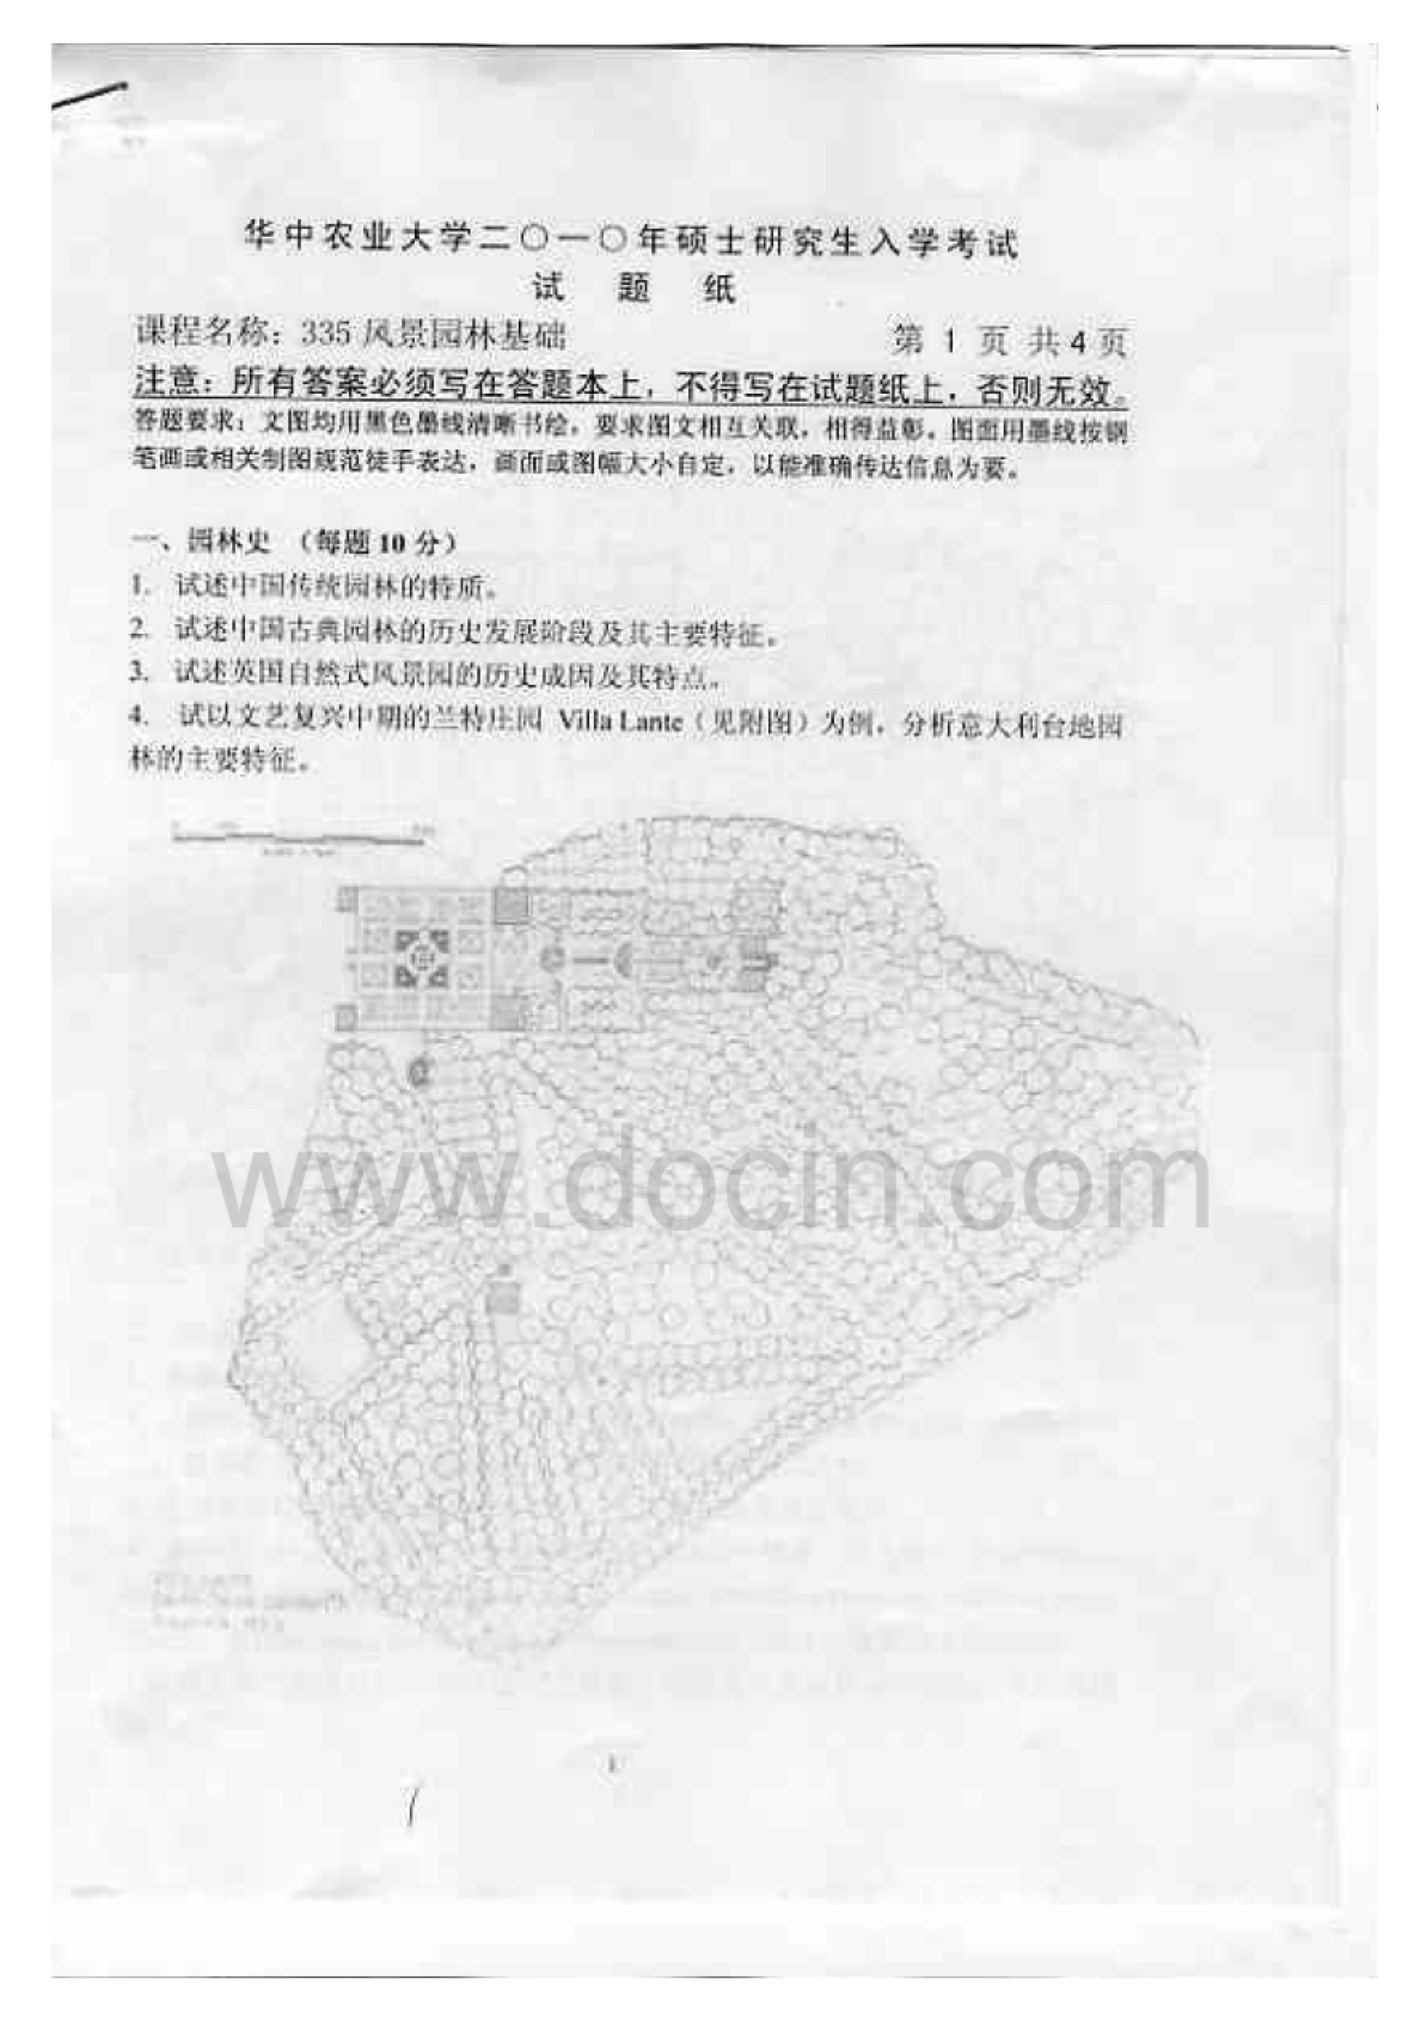 华中农业大学二〇一〇年硕士研究生入学考试
试 题 纸
课程名称：335 风景园林基础 第 1 页 共 4 页
注意：所有答案必须写在答题本上，不得写在试题纸上，否则无效。
答题要求：文图均用黑色墨线清晰书绘，要求图文相互关联，相得益彰。图面用墨线按钢
笔画或相关制图规范徒手表达，画面或图幅大小自定，以能准确传达信息为要。
一、园林史 （每题 10 分）
1. 试述中国传统园林的特质。
2. 试述中国古典园林的历史发展阶段及其主要特征。
3. 试述英国自然式风景园的历史成因及其特点。
4. 试以文艺复兴中期的兰特庄园 Villa Lante（见附图）为例，分析意大利台地园
林的主要特征。
www.docin.com
1